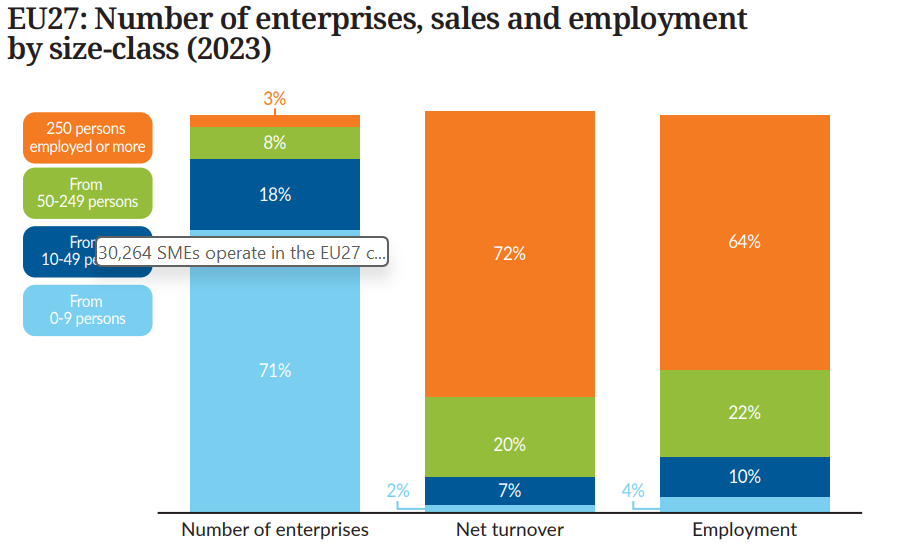 EU27: Number of enterprises, sales and employment
by size-class (2023)
3%
250 persons
employed or more
8%
18%
71%
From
50-249 persons
10-49
30,264 SMEs operate in the EU27 c...
From
0-9 persons
72%
20%
7%
2%
64%
22%
10%
4%
Number of enterprises
Net turnover
Employment